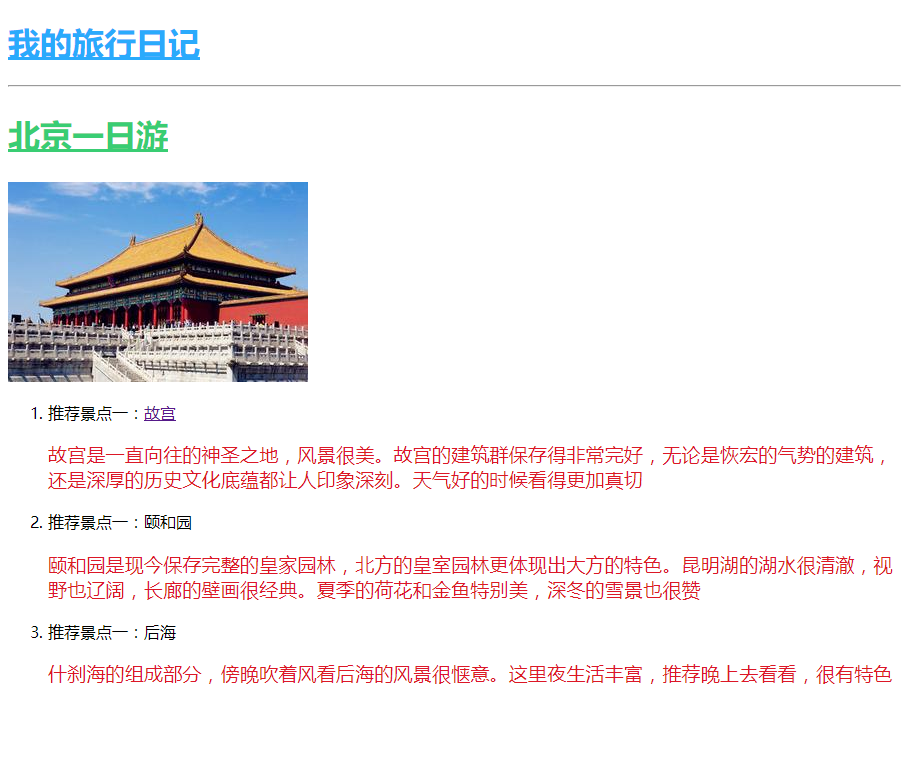 我的旅行日记
北京一日游
1. 推荐景点一：故宫
故宫是一直向往的神圣之地，风景很美。故宫的建筑群保存得非常完好，无论是恢宏的气势的建筑，
还是深厚的历史文化底蕴都让人印象深刻。天气好的时候看得更加真切
2. 推荐景点一：颐和园
颐和园是现今保存完整的皇家园林，北方的皇室园林更体现出大方的特色。昆明湖的湖水很清澈，视
野也辽阔，长廊的壁画很经典。夏季的荷花和金鱼特别美，深冬的雪景也很赞
3. 推荐景点一：后海
什刹海的组成部分，傍晚吹着风看后海的风景很惬意。这里夜生活丰富，推荐晚上去看看，很有特色